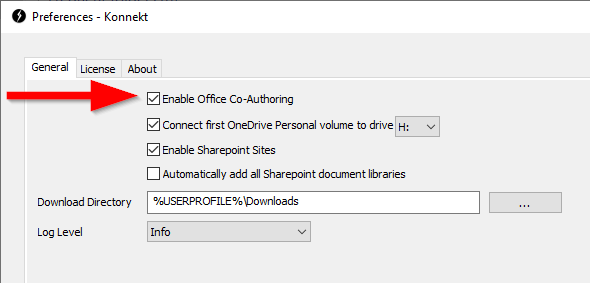 Preferences - Konnekt
General License About
Enable Office Co-Authoring
Connect first OneDrive Personal volume to drive H:
Enable Sharepoint Sites
Automatically add all Sharepoint document libraries
Download Directory %USERPROFILE%\Downloads ...
Log Level Info